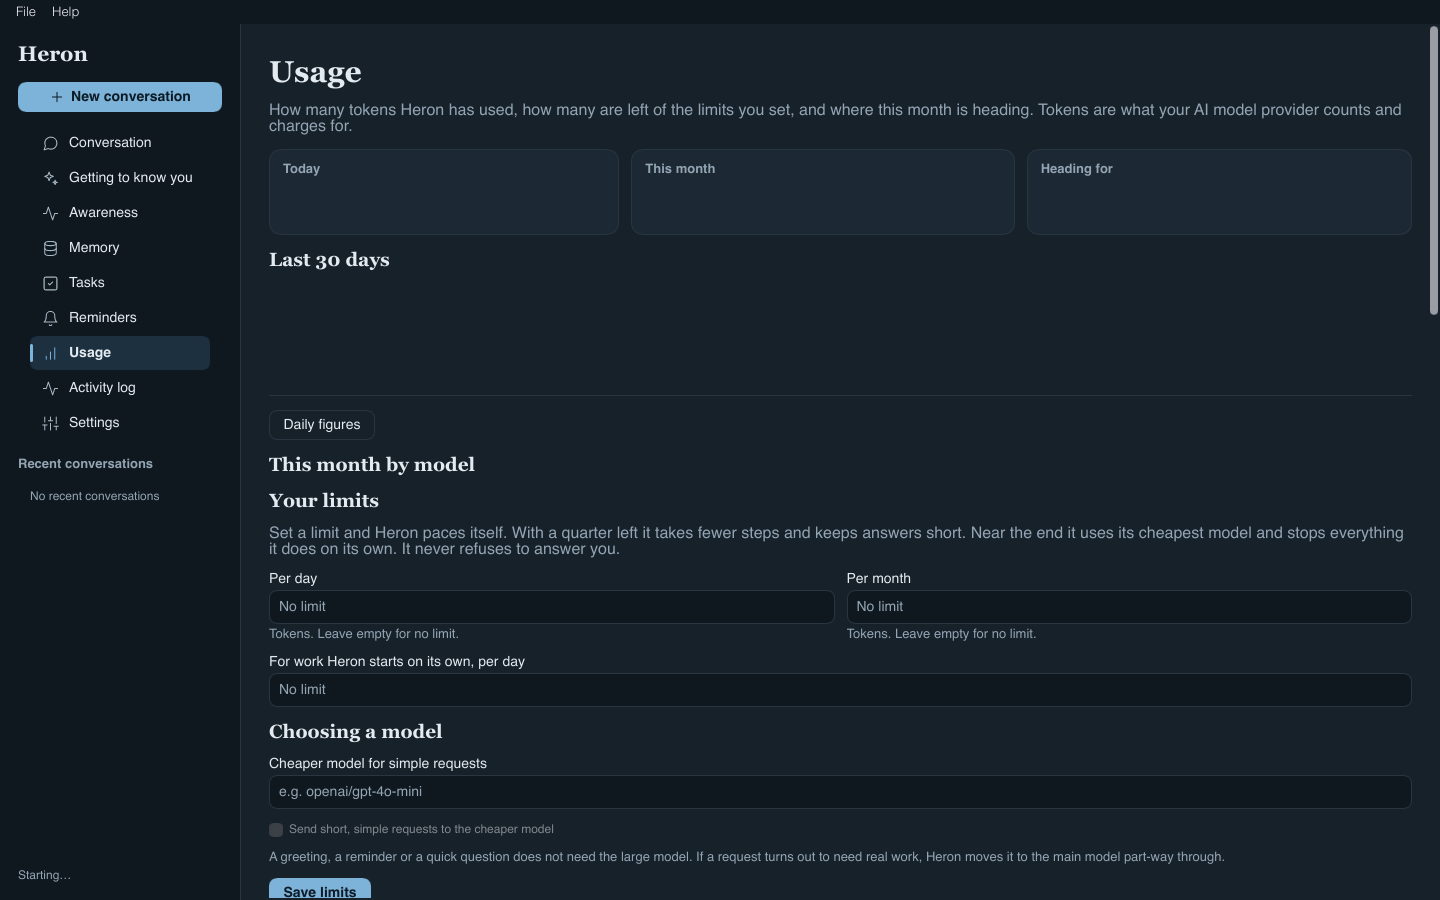 File Help
Heron
New conversation
Conversation
Getting to know you
Awareness
Memory
Tasks
Reminders
Usage
Activity log
Settings
Recent conversations
No recent conversations
Starting…
Usage
How many tokens Heron has used, how many are left of the limits you set, and where this month is heading. Tokens are what your AI model provider counts and
charges for.
Today
This month
Heading for
Last 30 days
Daily figures
This month by model
Your limits
Set a limit and Heron paces itself. With a quarter left it takes fewer steps and keeps answers short. Near the end it uses its cheapest model and stops everything
it does on its own. It never refuses to answer you.
Per day
No limit
Tokens. Leave empty for no limit.
Per month
No limit
Tokens. Leave empty for no limit.
For work Heron starts on its own, per day
No limit
Choosing a model
Cheaper model for simple requests
e.g. openai/gpt-4o-mini
Send short, simple requests to the cheaper model
A greeting, a reminder or a quick question does not need the large model. If a request turns out to need real work, Heron moves it to the main model part-way through.
Save limits